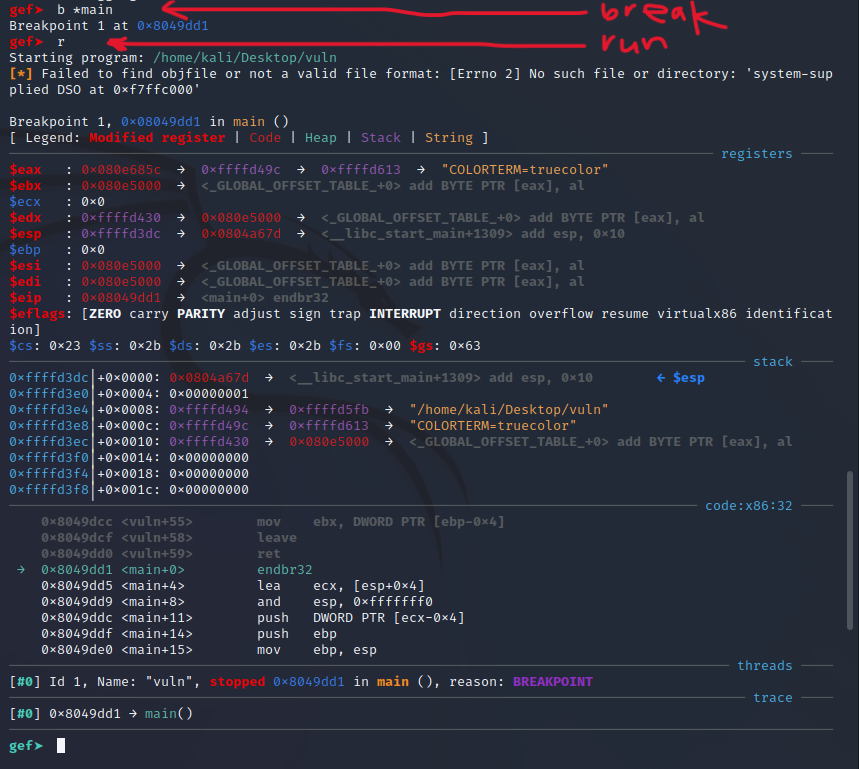 gef➤ b *main
break
Breakpoint 1 at 0x8049dd1
gef➤ r
run
Starting program: /home/kali/Desktop/vuln
[*] Failed to find objfile or not a valid file format: [Errno 2] No such file or directory: 'system-sup
plied DSO at 0xf7ffc000'
Breakpoint 1, 0x08049dd1 in main ()
[ Legend: Modified register | Code | Heap | Stack | String ]
registers
$eax : 0x080e685c → 0xffffd49c → 0xffffd613 → "COLORTERM=truecolor"
$ebx : 0x080e5000 → <_GLOBAL_OFFSET_TABLE_+0> add BYTE PTR [eax], al
$ecx : 0x0
$edx : 0xffffd430 → 0x080e5000 → <_GLOBAL_OFFSET_TABLE_+0> add BYTE PTR [eax], al
$esp : 0xffffd3dc → 0x0804a67d → <__libc_start_main+1309> add esp, 0x10
$ebp : 0x0
$esi : 0x080e5000 → <_GLOBAL_OFFSET_TABLE_+0> add BYTE PTR [eax], al
$edi : 0x080e5000 → <_GLOBAL_OFFSET_TABLE_+0> add BYTE PTR [eax], al
$eip : 0x08049dd1 → <main+0> endbr32
$eflags: [ZERO carry PARITY adjust sign trap INTERRUPT direction overflow resume virtualx86 identificat
ion]
$cs: 0x23 $ss: 0x2b $ds: 0x2b $es: 0x2b $fs: 0x00 $gs: 0x63
stack
0xffffd3dc│+0x0000: 0x0804a67d → <__libc_start_main+1309> add esp, 0x10 ← $esp
0xffffd3e0│+0x0004: 0x00000001
0xffffd3e4│+0x0008: 0xffffd494 → 0xffffd5fb → "/home/kali/Desktop/vuln"
0xffffd3e8│+0x000c: 0xffffd49c → 0xffffd613 → "COLORTERM=truecolor"
0xffffd3ec│+0x0010: 0xffffd430 → 0x080e5000 → <_GLOBAL_OFFSET_TABLE_+0> add BYTE PTR [eax], al
0xffffd3f0│+0x0014: 0x00000000
0xffffd3f4│+0x0018: 0x00000000
0xffffd3f8│+0x001c: 0x00000000
code:x86:32
0x8049dcc <vuln+55> mov ebx, DWORD PTR [ebp-0x4]
0x8049dcf <vuln+58> leave
0x8049dd0 <vuln+59> ret
→ 0x8049dd1 <main+0> endbr32
0x8049dd5 <main+4> lea ecx, [esp+0x4]
0x8049dd9 <main+8> and esp, 0xfffffff0
0x8049ddc <main+11> push DWORD PTR [ecx-0x4]
0x8049ddf <main+14> push ebp
0x8049de0 <main+15> mov ebp, esp
threads
[#0] Id 1, Name: "vuln", stopped 0x8049dd1 in main (), reason: BREAKPOINT
trace
[#0] 0x8049dd1 → main()
gef➤